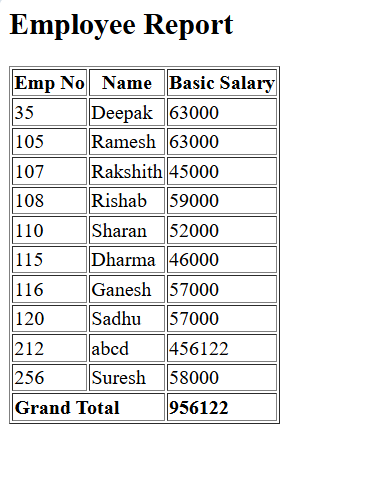 Employee Report
Emp No Name Basic Salary
35 Deepak 63000
105 Ramesh 63000
107 Rakshith 45000
108 Rishab 59000
110 Sharan 52000
115 Dharma 46000
116 Ganesh 57000
120 Sadhu 57000
212 abcd 456122
256 Suresh 58000
Grand Total 956122